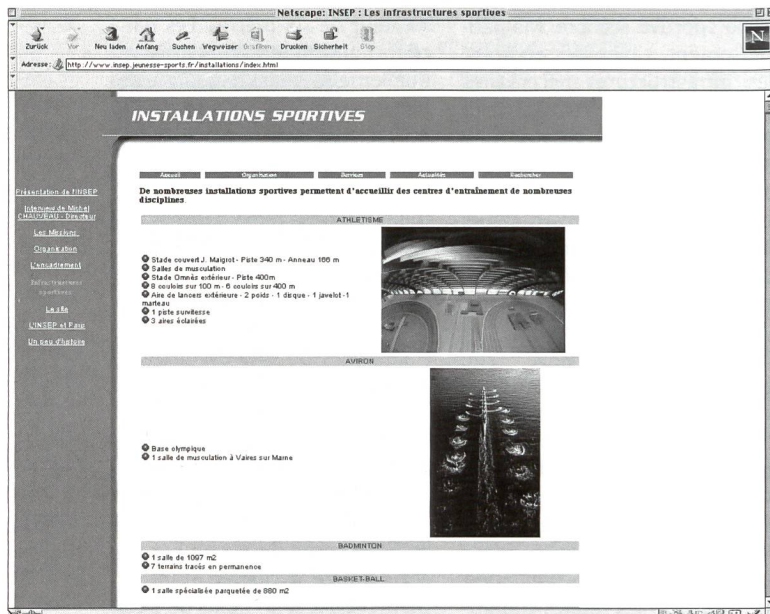 Netscape: INSEP : Les infrastructures sportives
Zurück Vor Neu laden Anfang Suchen Wegweiser Grafiken Drucken Sicherheit Stop
N
Adresse: http://www.insep.jeunesse-sports.fr/installations/index.html
INSTALLATIONS SPORTIVES
Accueil Organisation Services Actualités Rechercher
Présentation de l'INSEP
Interview de Michel
CHAUVEAU - Directeur
Les Missions
Organisation
L'encadrement
Infrastructures
sportives
Le site
L'INSEP et Paris
Un peu d'histoire
De nombreuses installations sportives permettent d'accueillir des centres d'entraînement de nombreuses
disciplines.
ATHLETISME
Stade couvert J. Maigrot - Piste 340 m - Anneau 166 m
Salles de musculation
Stade Omnès extérieur - Piste 400m
8 couloirs sur 100 m - 6 couloirs sur 400 m
Aire de lancers extérieure - 2 poids - 1 disque - 1 javelot - 1
marteau
1 piste survitesse
3 aires éclairées
AVIRON
Base olympique
1 salle de musculation à Vaires sur Marne
BADMINTON
1 salle de 1097 m2
7 terrains tracés en permanence
BASKET-BALL
1 salle spécialisée parquetée de 880 m2